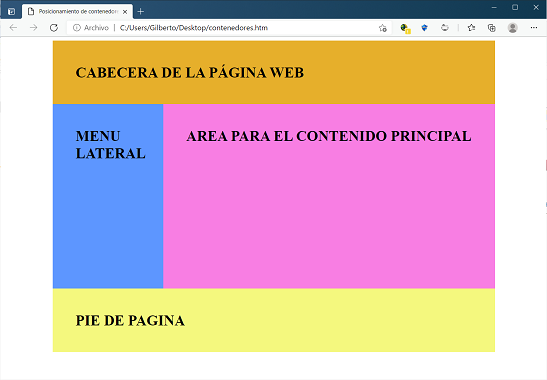 Posicionamiento de contenedore
Archivo
C:/Users/Gilberto/Desktop/contenedores.htm
CABECERA DE LA PÁGINA WEB
MENU
LATERAL
AREA PARA EL CONTENIDO PRINCIPAL
PIE DE PAGINA